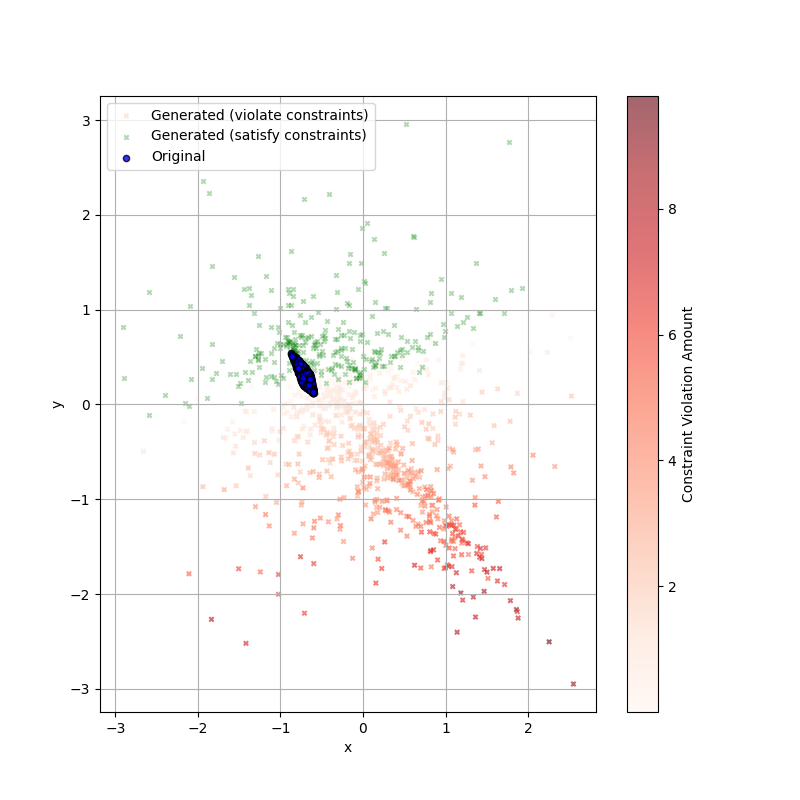 Generated (violate constraints)
Generated (satisfy constraints)
Original
3
2
1
0
−1
−2
−3
y
−3
−2
−1
0
1
2
x
8
6
4
2
Constraint Violation Amount